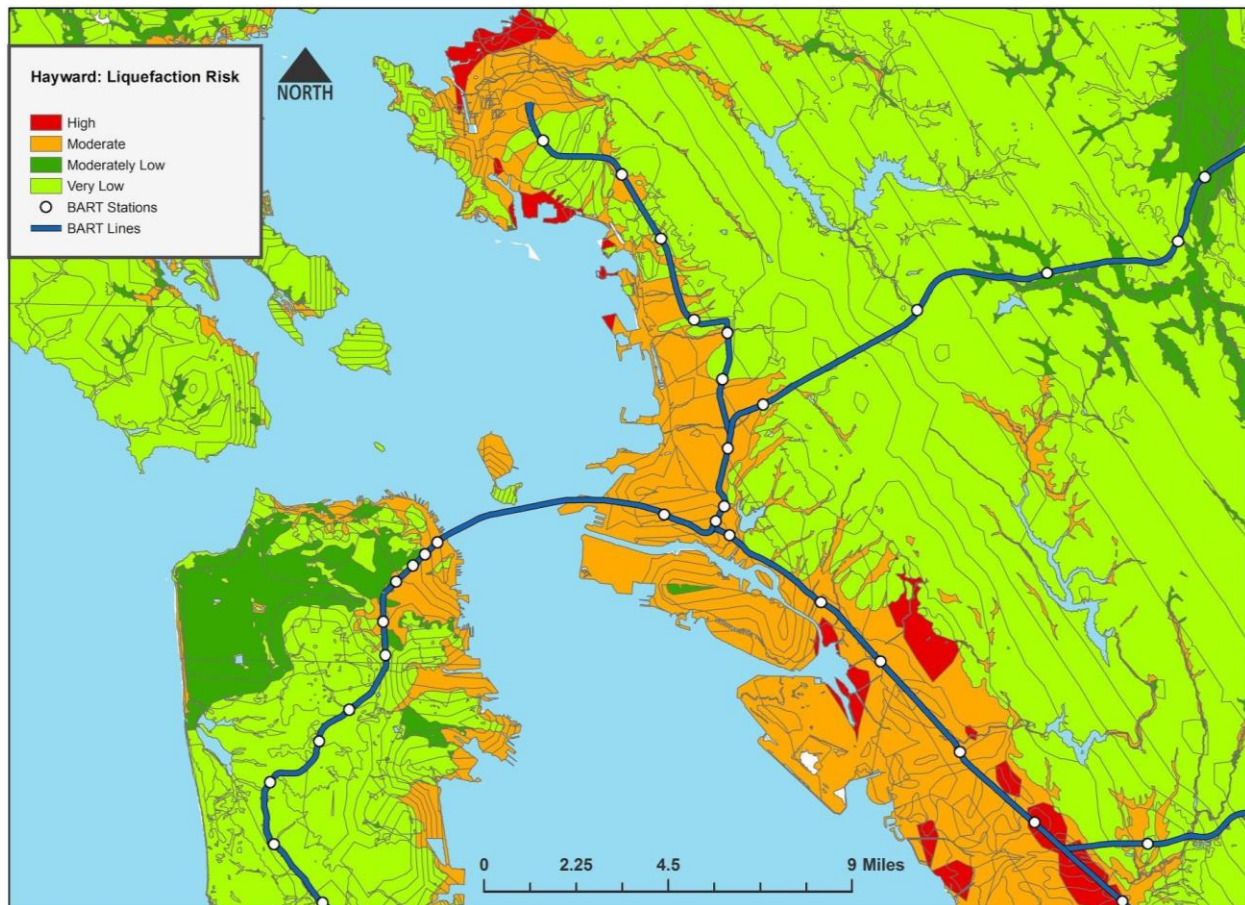 Hayward: Liquefaction Risk
High
Moderate
Moderately Low
Very Low
BART Stations
BART Lines
NORTH
0 2.25 4.5 9 Miles